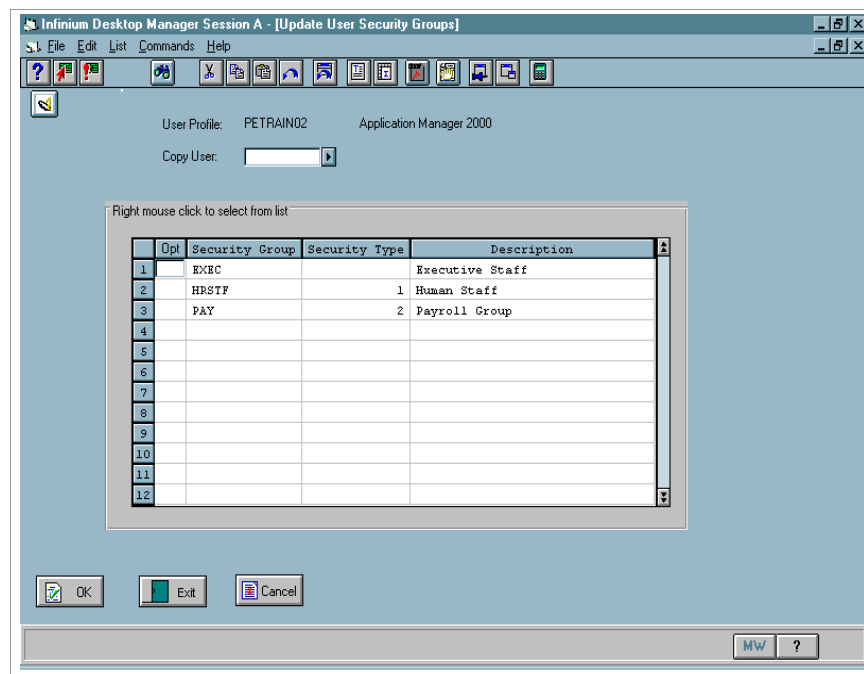 Infinium Desktop Manager Session A - [Update User Security Groups]
File Edit List Commands Help
User Profile: PETRAIN02 Application Manager 2000
Copy User:
Right mouse click to select from list
Opt Security Group Security Type Description
1 EXEC Executive Staff
2 HRSTF 1 Human Staff
3 PAY 2 Payroll Group
4
5
6
7
8
9
10
11
12
OK Exit Cancel
MW ?